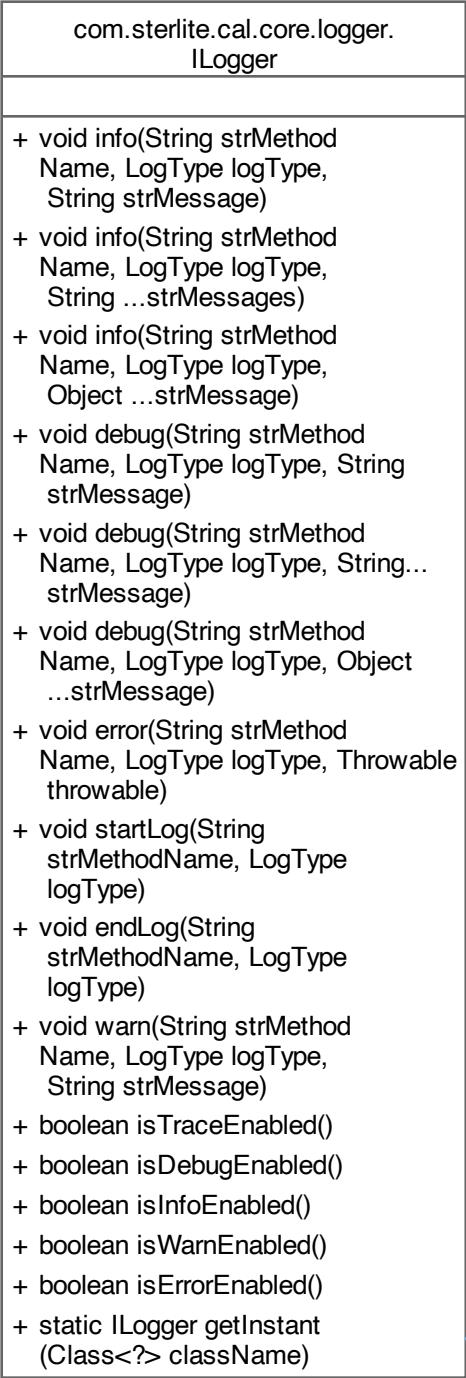 com.sterlite.cal.core.logger.
ILogger
+ void info(String strMethod
Name, LogType logType,
String strMessage)
+ void info(String strMethod
Name, LogType logType,
String ...strMessages)
+ void info(String strMethod
Name, LogType logType,
Object ...strMessage)
+ void debug(String strMethod
Name, LogType logType, String
strMessage)
+ void debug(String strMethod
Name, LogType logType, String...
strMessage)
+ void debug(String strMethod
Name, LogType logType, Object
...strMessage)
+ void error(String strMethod
Name, LogType logType, Throwable
throwable)
+ void startLog(String
strMethodName, LogType
logType)
+ void endLog(String
strMethodName, LogType
logType)
+ void warn(String strMethod
Name, LogType logType,
String strMessage)
+ boolean isTraceEnabled()
+ boolean isDebugEnabled()
+ boolean isInfoEnabled()
+ boolean isWarnEnabled()
+ boolean isErrorEnabled()
+ static ILogger getInstant
(Class<?> className)